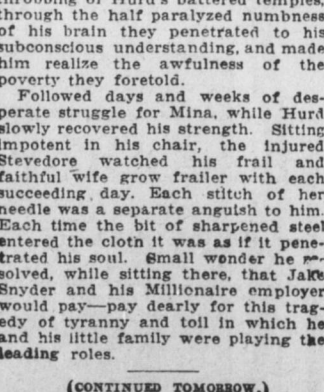 throbbing of Hurd's battered temples,
through the half paralyzed numbness
of his brain they penetrated to his
subconscious understanding, and made
him realize the awfulness of the
poverty they foretold.
Followed days and weeks of des-
perate struggle for Mina, while Hurd
slowly recovered his strength. Sitting
impotent in his chair, the injured
Stevedore watched his frail and
faithful wife grow frailer with each
succeeding day. Each stitch of her
needle was a separate anguish to him.
Each time the bit of sharpened steel
entered the cloth it was as if it pene-
trated his soul. Small wonder he re-
solved, while sitting there, that Jake
Snyder and his Millionaire employer
would pay—pay dearly for this trag-
edy of tyranny and toil in which he
and his little family were playing the
leading roles.
(CONTINUED TOMORROW.)